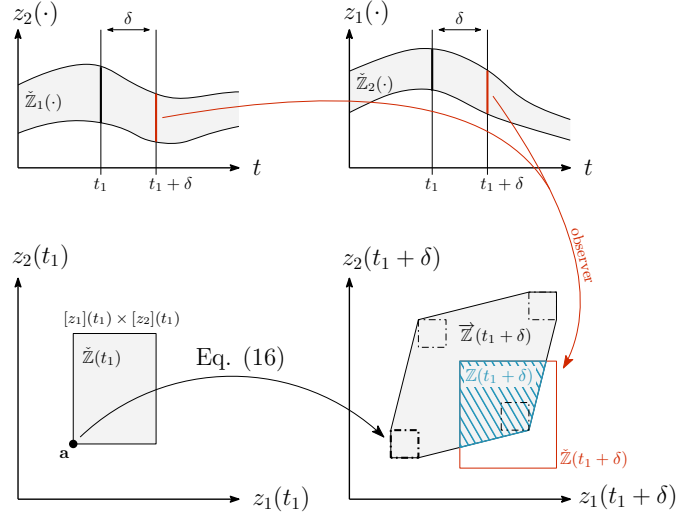 z₂(·)
δ
Ž₁(·)
t₁
t₁ + δ
t
z₁(·)
δ
Ž₂(·)
t₁
t₁ + δ
t
observer
z₂(t₁)
[z₁](t₁) × [z₂](t₁)
Ž(t₁)
a
z₁(t₁)
Eq. (16)
z₂(t₁ + δ)
→Z(t₁ + δ)
Z(t₁ + δ)
Ž(t₁ + δ)
z₁(t₁ + δ)